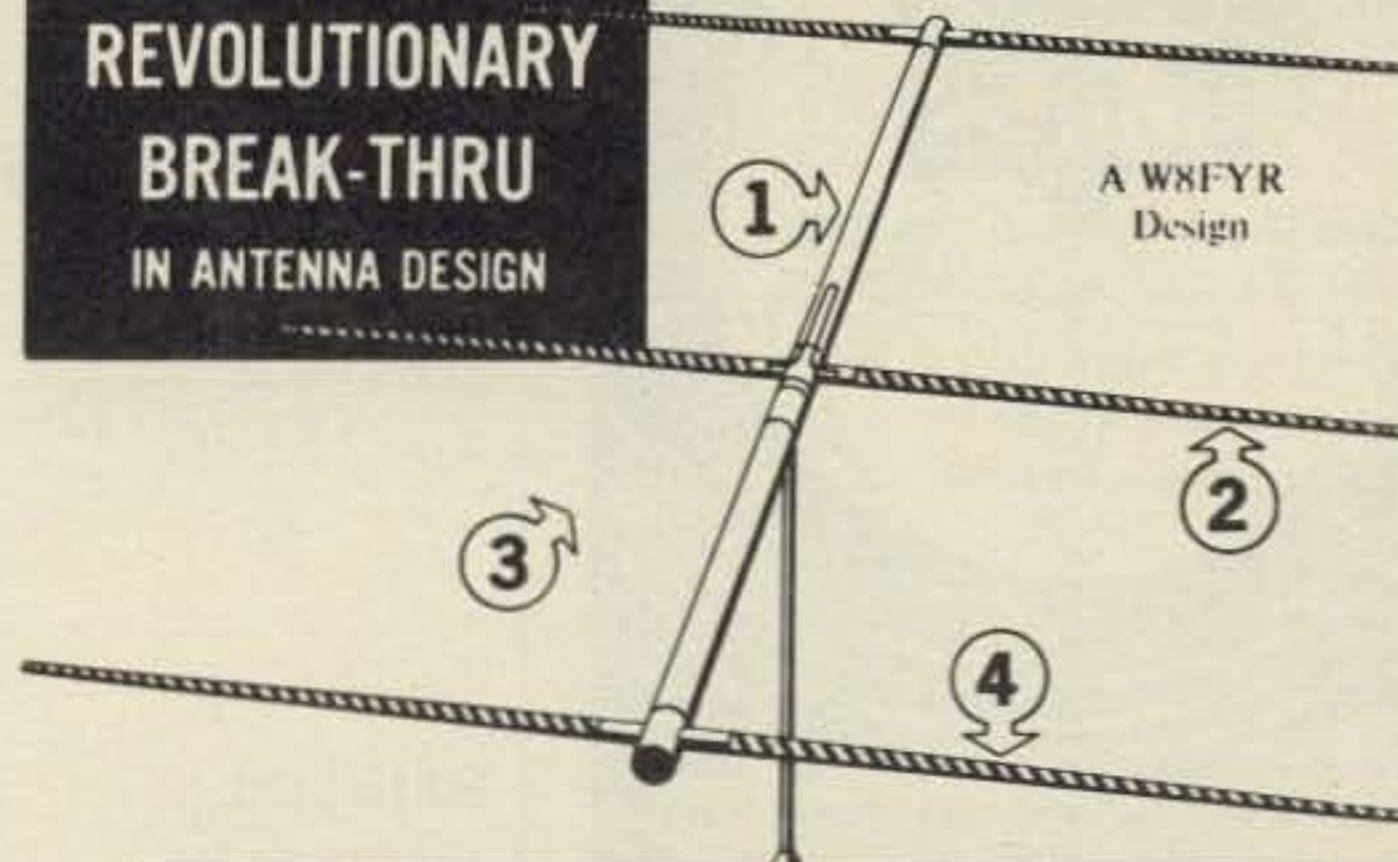 REVOLUTIONARY
BREAK-THRU
IN ANTENNA DESIGN
1
A W8FYR
Design
2
3
4